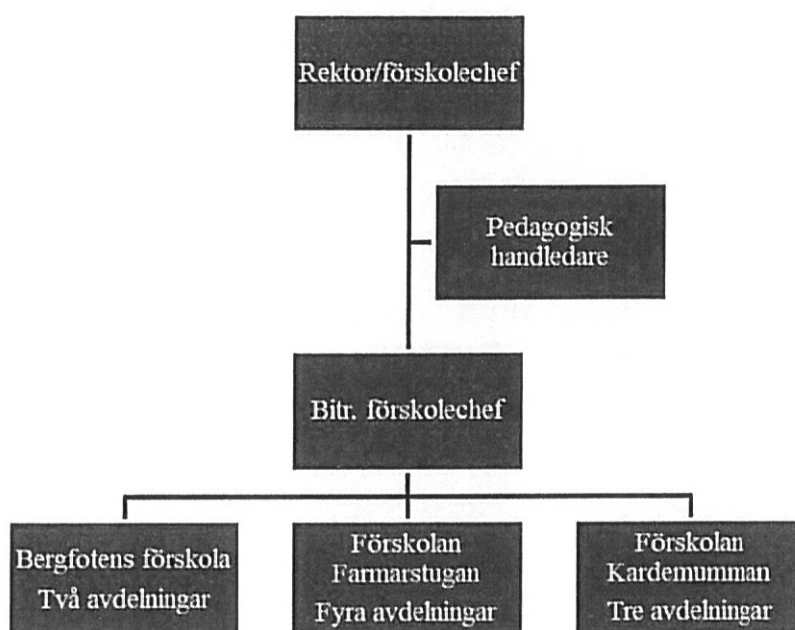 Rektor/förskolechef
Pedagogisk
handledare
Bitr. förskolechef
Bergfotens förskola
Två avdelningar
Förskolan
Farmarstugan
Fyra avdelningar
Förskolan
Kardemumman
Tre avdelningar